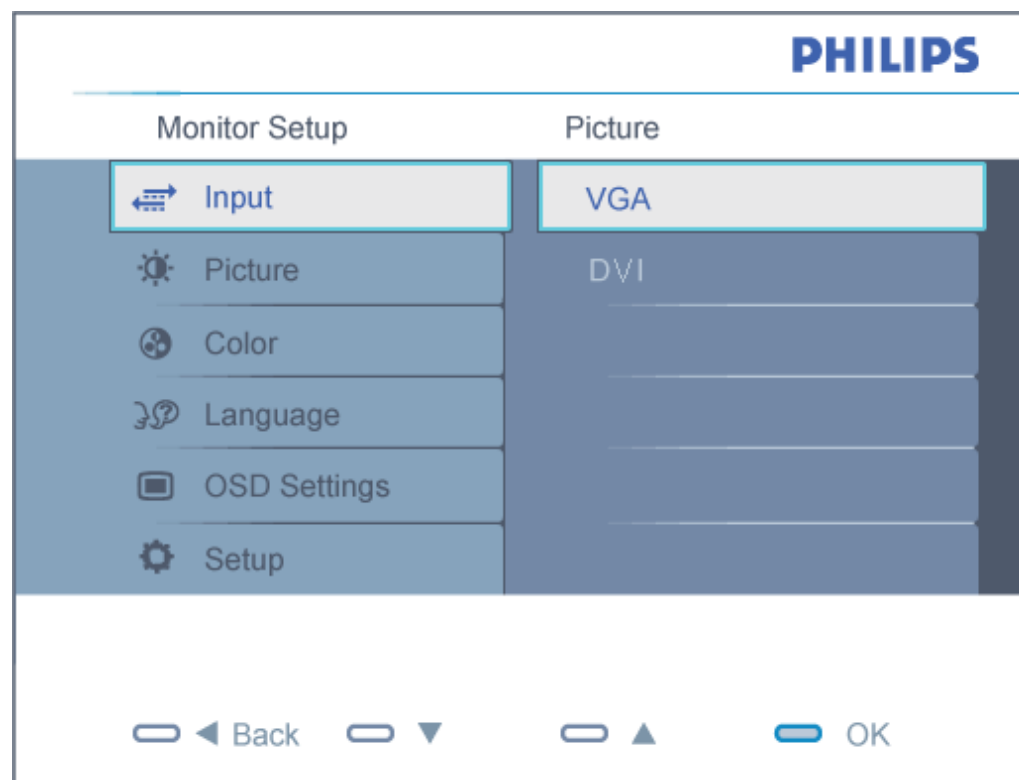 PHILIPS
Monitor Setup Picture
Input VGA
Picture DVI
Color
Language
OSD Settings
Setup
Back OK